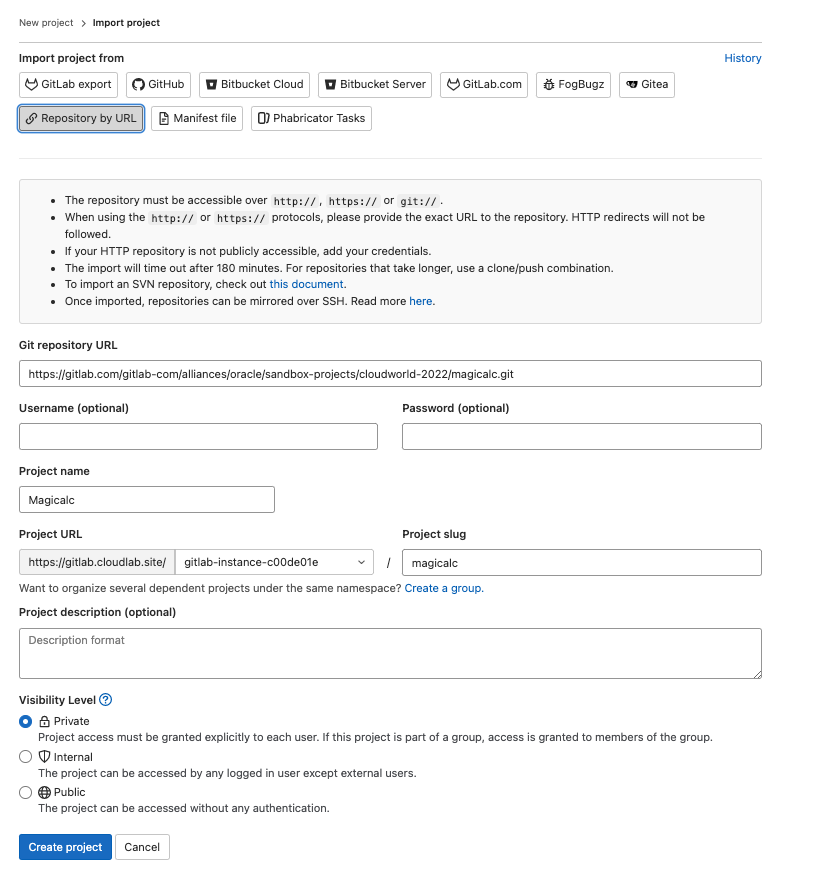 New project > Import project
Import project from
History
GitLab export
GitHub
Bitbucket Cloud
Bitbucket Server
GitLab.com
FogBugz
Gitea
Repository by URL
Manifest file
Phabricator Tasks
• The repository must be accessible over http://, https:// or git://.
• When using the http:// or https:// protocols, please provide the exact URL to the repository. HTTP redirects will not be
followed.
• If your HTTP repository is not publicly accessible, add your credentials.
• The import will time out after 180 minutes. For repositories that take longer, use a clone/push combination.
• To import an SVN repository, check out this document.
• Once imported, repositories can be mirrored over SSH. Read more here.
Git repository URL
https://gitlab.com/gitlab-com/alliances/oracle/sandbox-projects/cloudworld-2022/magicalc.git
Username (optional)
Password (optional)
Project name
Magicalc
Project URL
Project slug
https://gitlab.cloudlab.site/
gitlab-instance-c00de01e
/
magicalc
Want to organize several dependent projects under the same namespace? Create a group.
Project description (optional)
Description format
Visibility Level ?
Private
Project access must be granted explicitly to each user. If this project is part of a group, access is granted to members of the group.
Internal
The project can be accessed by any logged in user except external users.
Public
The project can be accessed without any authentication.
Create project
Cancel